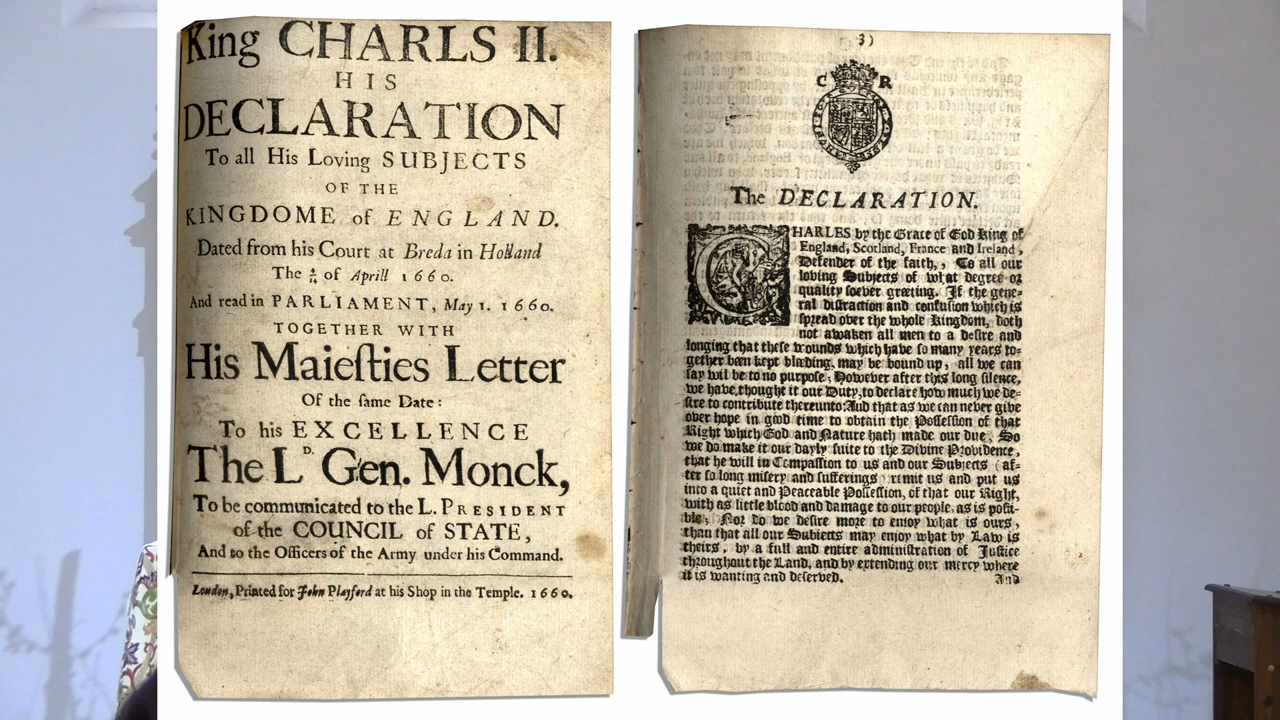 King CHARLS II.
HIS
DECLARATION
To all His Loving SUBJECTS
OF THE
KINGDOME of ENGLAND.
Dated from his Court at Breda in Holland
The 4/14 of Aprill 1660.
And read in PARLIAMENT, May 1. 1660.
TOGETHER WITH
His Maieſties Letter
Of the ſame Date:
To his EXCELLENCE
The LD. Gen. Monck,
To be communicated to the L. PRESIDENT
of the COUNCIL of STATE,
And to the Officers of the Army under his Command.
London, Printed for John Playford at his Shop in the Temple. 1660.
3)
C R
The DECLARATION.
CHARLES by the Grace of God King of
England, Scotland, France and Ireland,
Defender of the faith,, To all our
loving Subjects of what degree or
quality ſoever greeting. If the gene-
ral diſtraction and confuſion which is
ſpread over the whole Kingdom, doth
not awaken all men to a deſire and
longing that theſe wounds which have ſo many years to-
gether bœn kept blœding, may be bound up, all we can
ſay wil be to no purpoſe; However after this long ſilence,
we have thought it our Duty, to declare how much we de-
ſire to contribute thereunto: And that as we can never give
over hope in good time to obtain the Poſſeſſion of that
Right which God and Nature hath made our due, So
we do make it our dayly ſuite to the Divine Providence,
that he will in Compaſſion to us and our Subjects (af-
ter ſo long miſery and ſufferings remit us and put us
into a quiet and Peaceable Poſſeſſion, of that our Right,
with as little blood and damage to our people, as is poſſi-
ble; Nor do we deſire more to enjoy what is ours,
than that all our Subjects may enjoy what by Law is
theirs, by a full and entire adminiſtration of Juſtice
throughout the Land, and by extending our mercy where
it is wanting and deſerved.
And